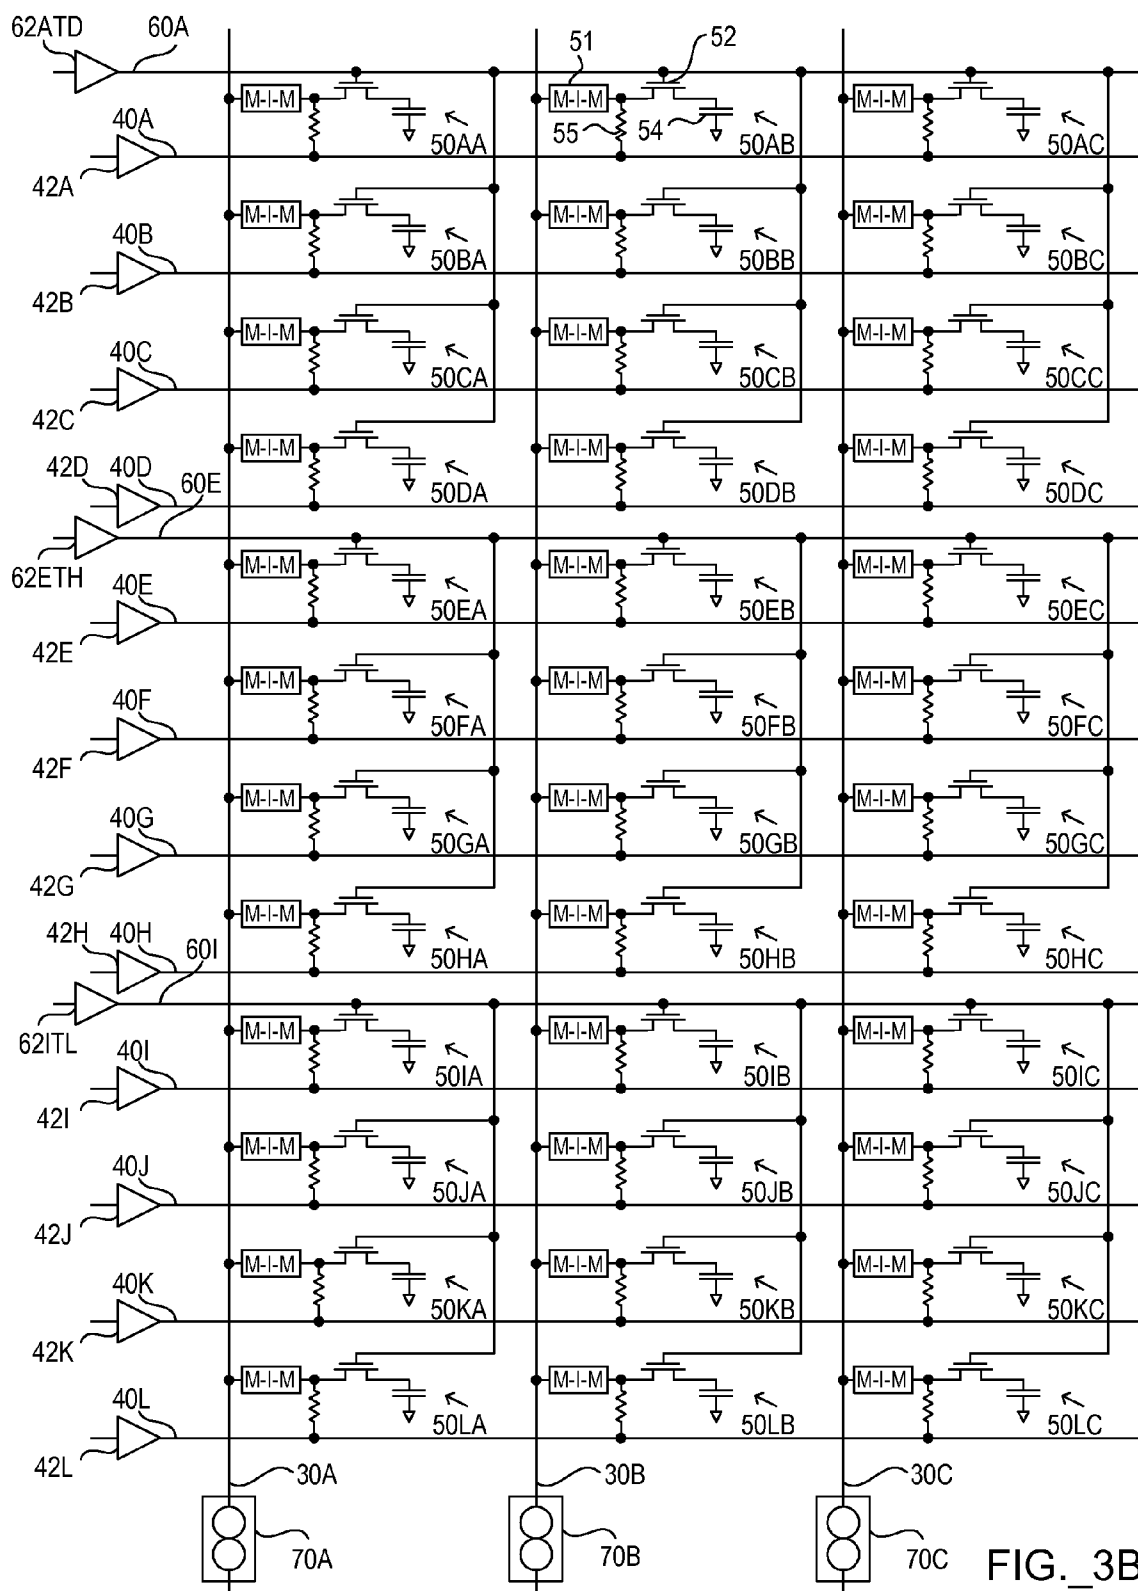 62ATD 60A 51 52
M-I-M M-I-M M-I-M
40A 55 54
50AA 50AB 50AC
42A
M-I-M M-I-M M-I-M
40B
50BA 50BB 50BC
42B
M-I-M M-I-M M-I-M
40C
50CA 50CB 50CC
42C
M-I-M M-I-M M-I-M
42D 40D 60E
50DA 50DB 50DC
M-I-M M-I-M M-I-M
62ETH 40E
50EA 50EB 50EC
42E
M-I-M M-I-M M-I-M
40F
50FA 50FB 50FC
42F
M-I-M M-I-M M-I-M
40G
50GA 50GB 50GC
42G
M-I-M M-I-M M-I-M
42H 40H 60I
50HA 50HB 50HC
M-I-M M-I-M M-I-M
62ITL 40I
50IA 50IB 50IC
42I
M-I-M M-I-M M-I-M
40J
50JA 50JB 50JC
42J
M-I-M M-I-M M-I-M
40K
50KA 50KB 50KC
42K
M-I-M M-I-M M-I-M
40L
50LA 50LB 50LC
42L
30A 30B 30C
70A 70B 70C
FIG._3B